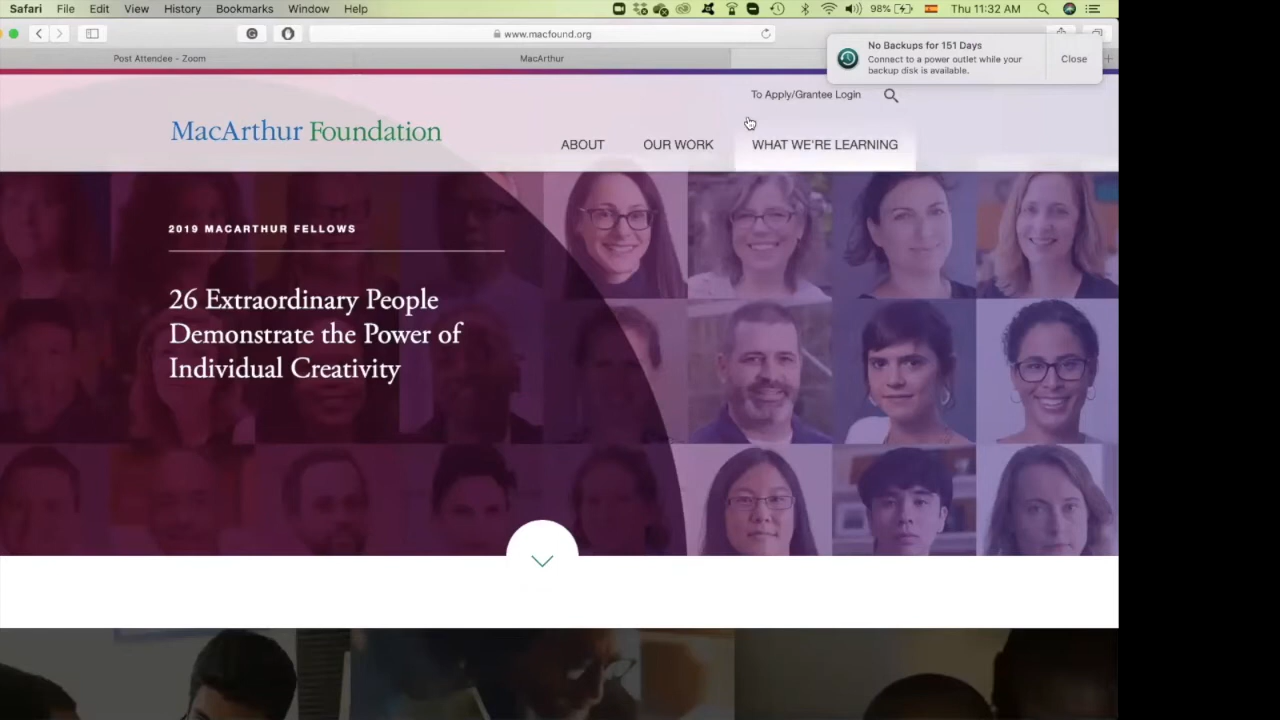 Safari File Edit View History Bookmarks Window Help 98% Thu 11:32 AM
www.macfound.org
Post Attendee - Zoom MacArthur
No Backups for 151 Days
Connect to a power outlet while your
backup disk is available.
Close
To Apply/Grantee Login
MacArthur Foundation
ABOUT OUR WORK WHAT WE'RE LEARNING
2019 MACARTHUR FELLOWS
26 Extraordinary People
Demonstrate the Power of
Individual Creativity